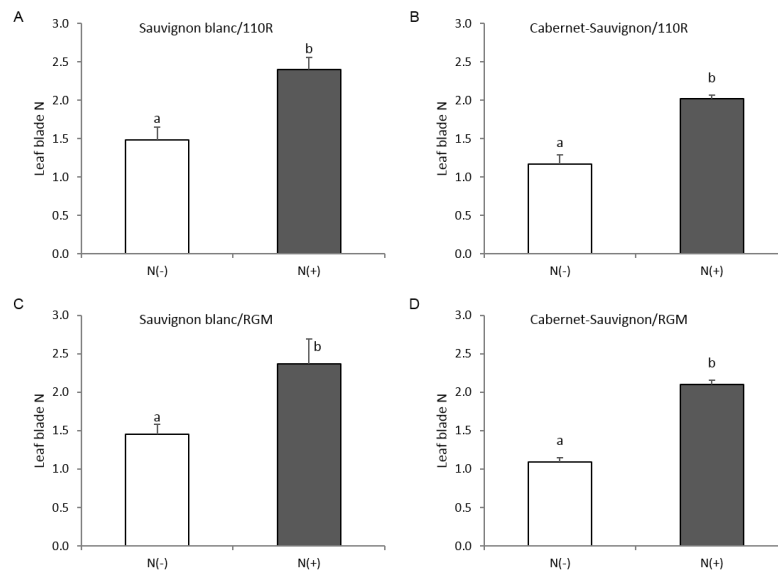 A
Sauvignon blanc/110R
Leaf blade N
3.0
2.5
2.0
1.5
1.0
0.5
0.0
a
b
N(-)
N(+)
B
Cabernet-Sauvignon/110R
Leaf blade N
3.0
2.5
2.0
1.5
1.0
0.5
0.0
a
b
N(-)
N(+)
C
Sauvignon blanc/RGM
Leaf blade N
3.0
2.5
2.0
1.5
1.0
0.5
0.0
a
b
N(-)
N(+)
D
Cabernet-Sauvignon/RGM
Leaf blade N
3.0
2.5
2.0
1.5
1.0
0.5
0.0
a
b
N(-)
N(+)